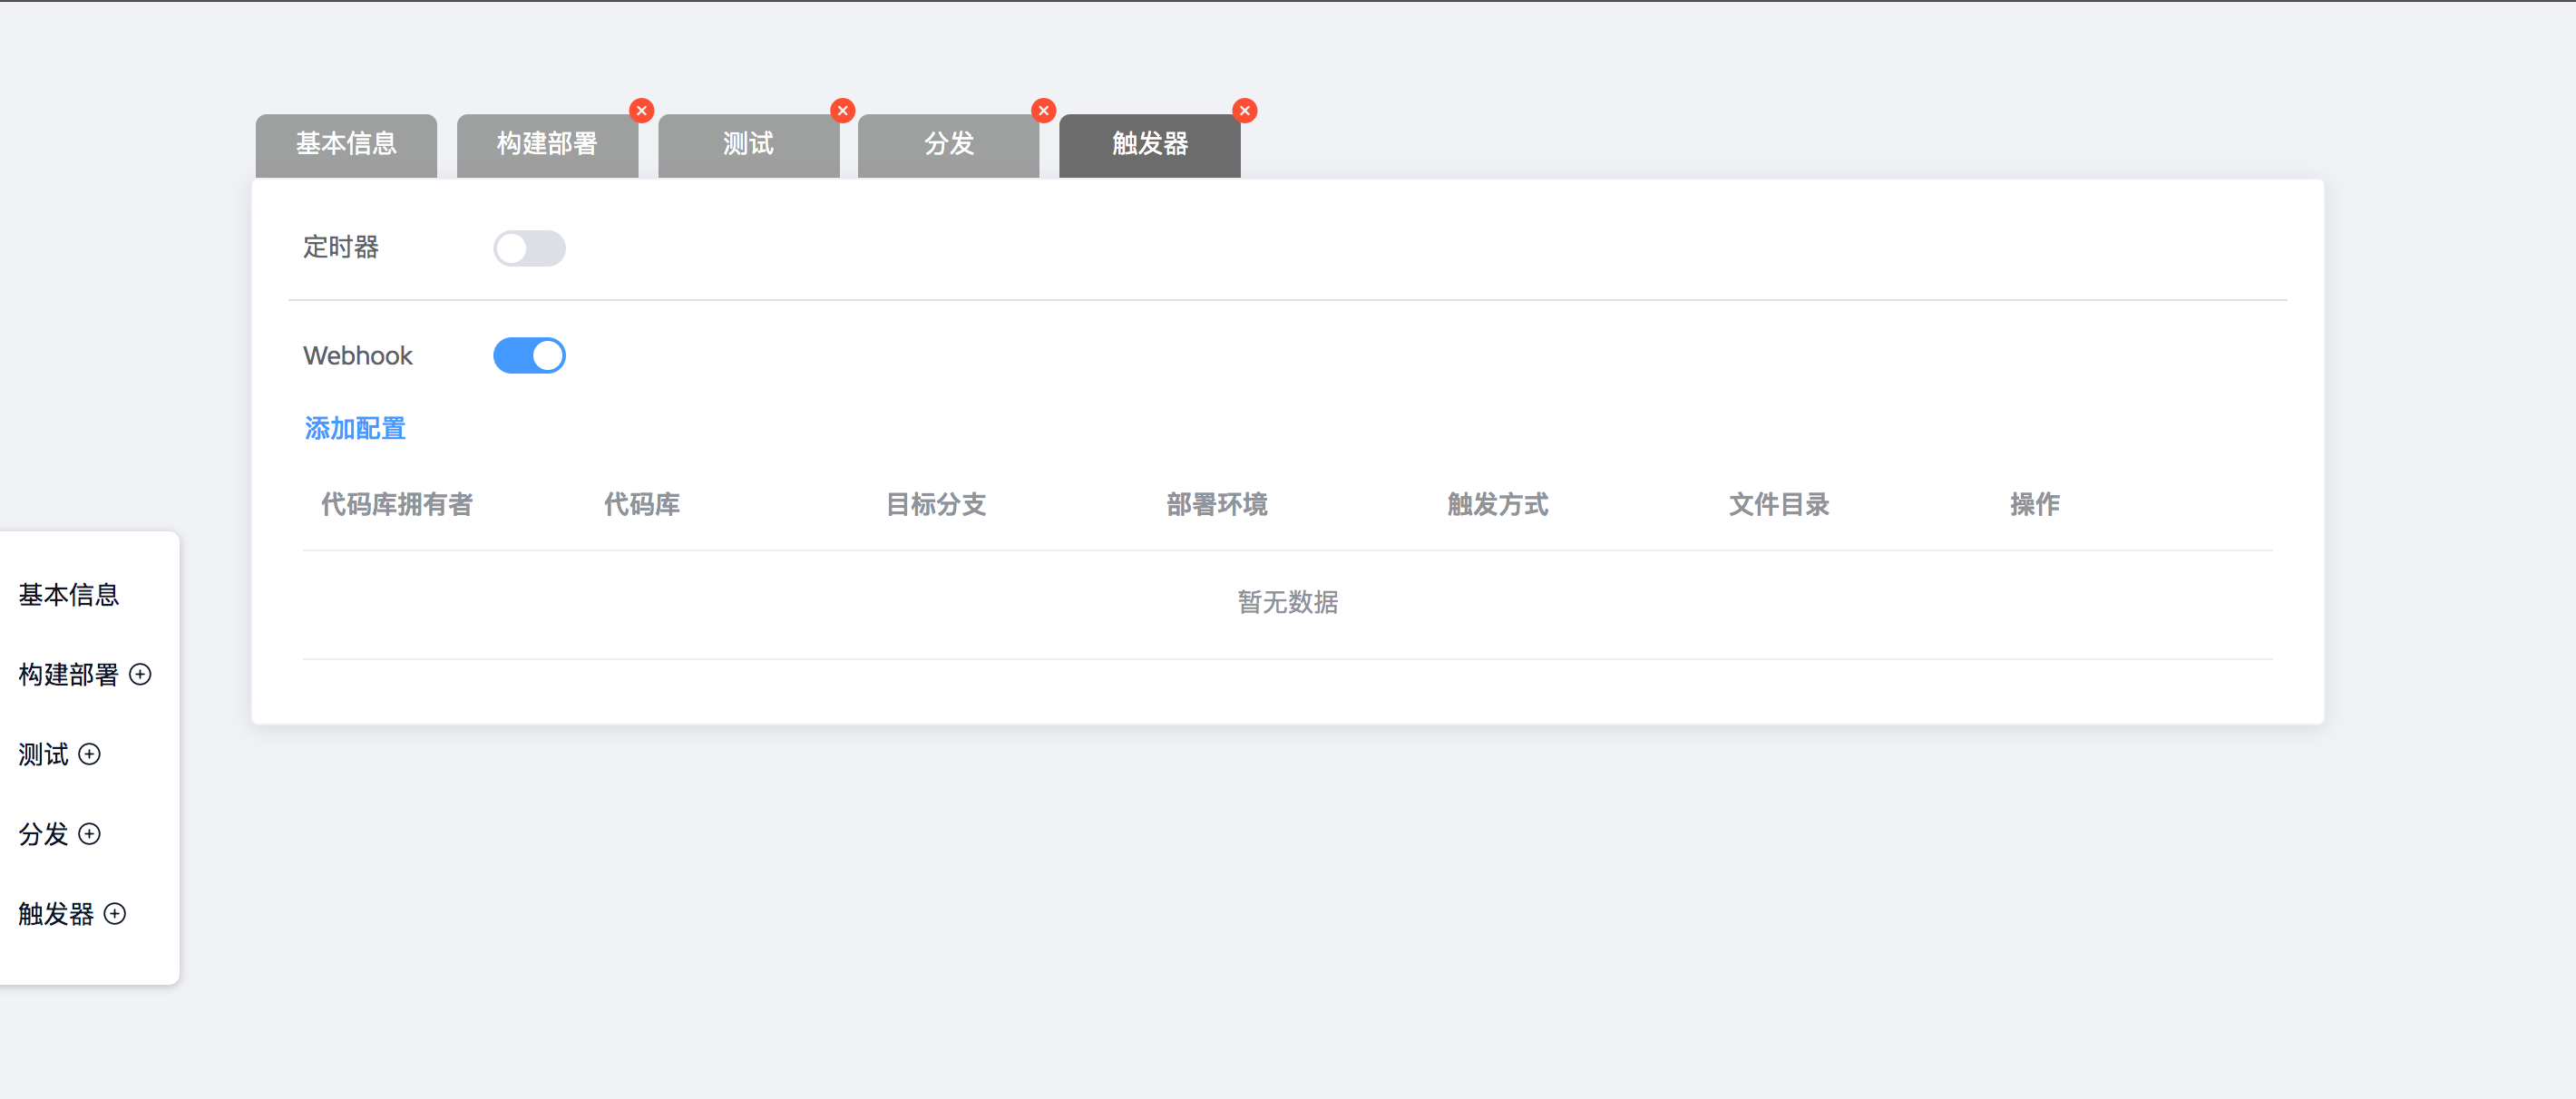 基本信息 构建部署 测试 分发 触发器
定时器
Webhook
添加配置
代码库拥有者 代码库 目标分支 部署环境 触发方式 文件目录 操作
暂无数据
基本信息
构建部署
测试
分发
触发器